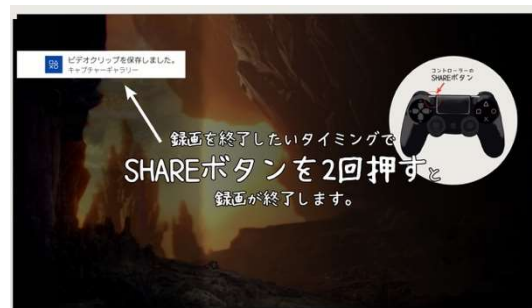 ビデオクリップを保存しました。
キャプチャーギャラリー
コントローラーの
SHAREボタン
録画を終了したいタイミングで
SHAREボタンを2回押すと
録画が終了します。